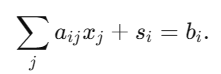 ∑_j a_{ij}x_j + s_i = b_i.